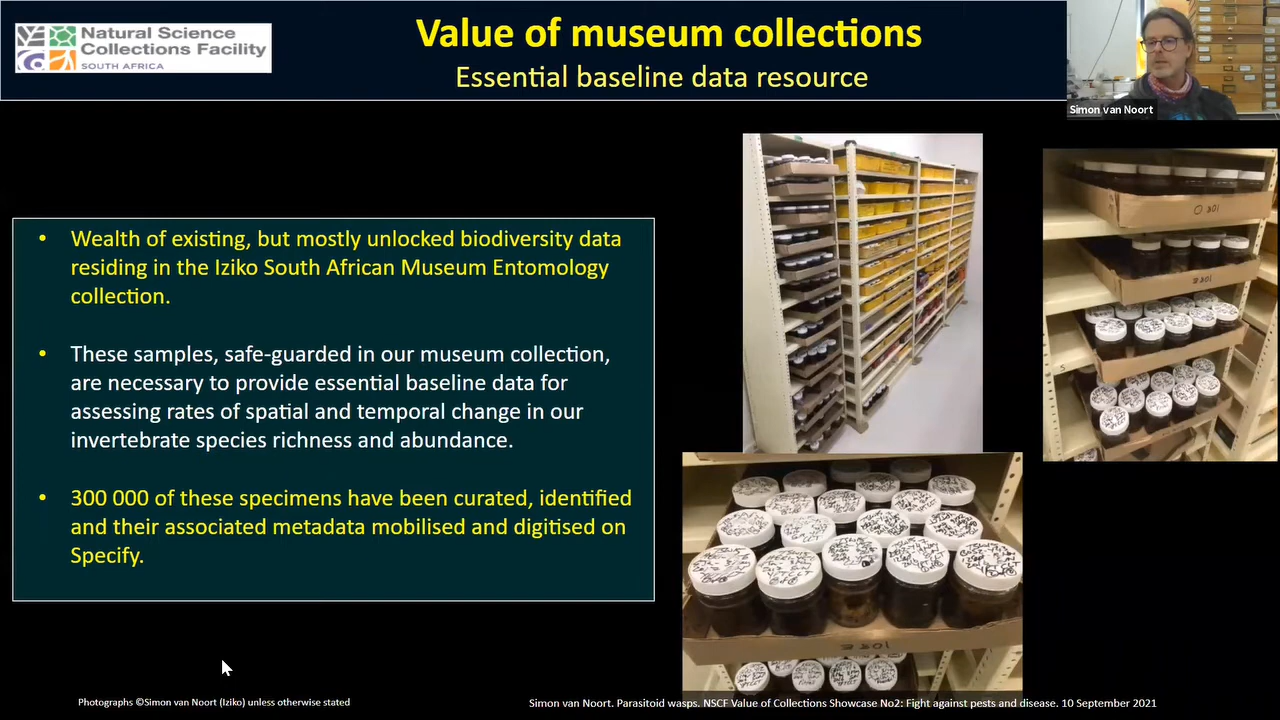 Natural Science
Collections Facility
SOUTH AFRICA
Value of museum collections
Essential baseline data resource
Simon van Noort
• Wealth of existing, but mostly unlocked biodiversity data
residing in the Iziko South African Museum Entomology
collection.
• These samples, safe-guarded in our museum collection,
are necessary to provide essential baseline data for
assessing rates of spatial and temporal change in our
invertebrate species richness and abundance.
• 300 000 of these specimens have been curated, identified
and their associated metadata mobilised and digitised on
Specify.
Photographs ©Simon van Noort (Iziko) unless otherwise stated
Simon van Noort. Parasitoid wasps. NSCF Value of Collections Showcase No2: Fight against pests and disease. 10 September 2021